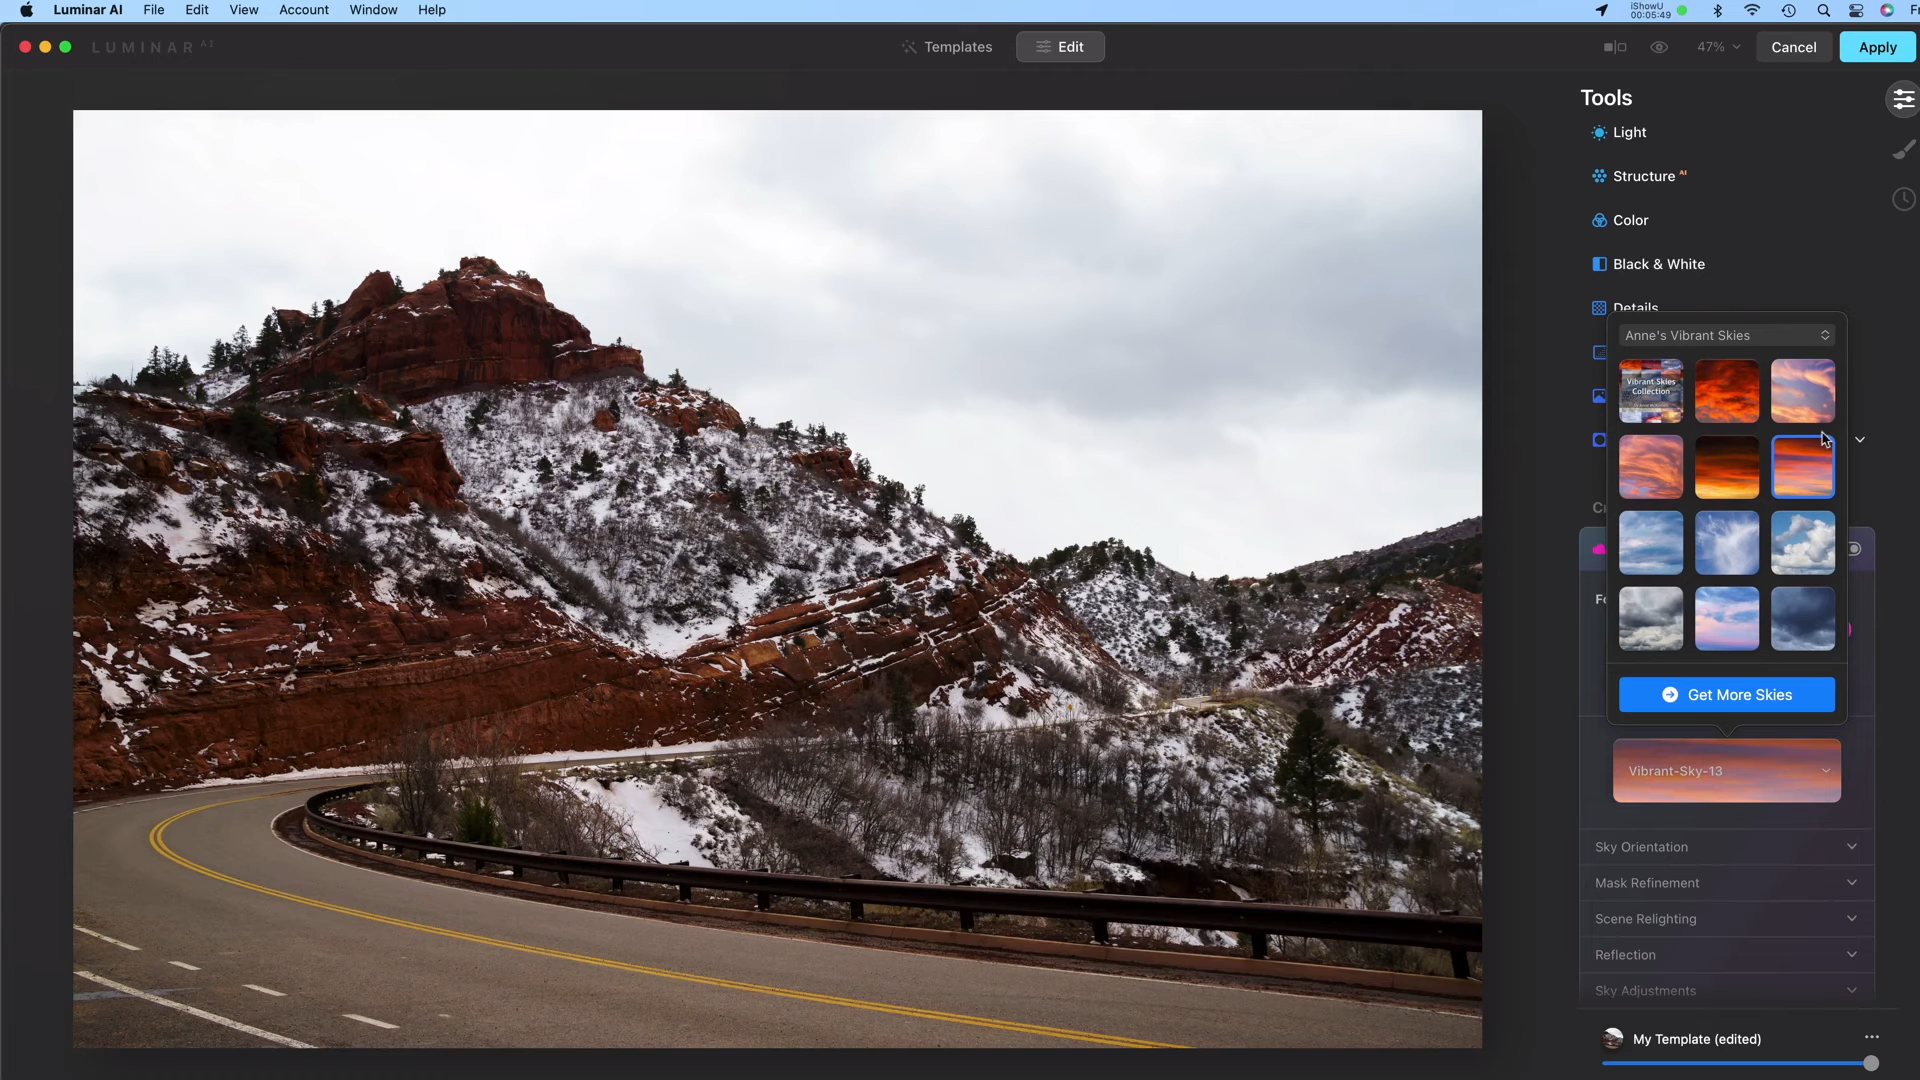 Luminar AI File Edit View Account Window Help
iShowU
00:05:49
LUMINAR AI
Templates
Edit
47%
Cancel
Apply
Tools
Light
Structure AI
Color
Black & White
Details
Anne's Vibrant Skies
Vibrant Skies
Collection
Get More Skies
Vibrant-Sky-13
Sky Orientation
Mask Refinement
Scene Relighting
Reflection
Sky Adjustments
My Template (edited)